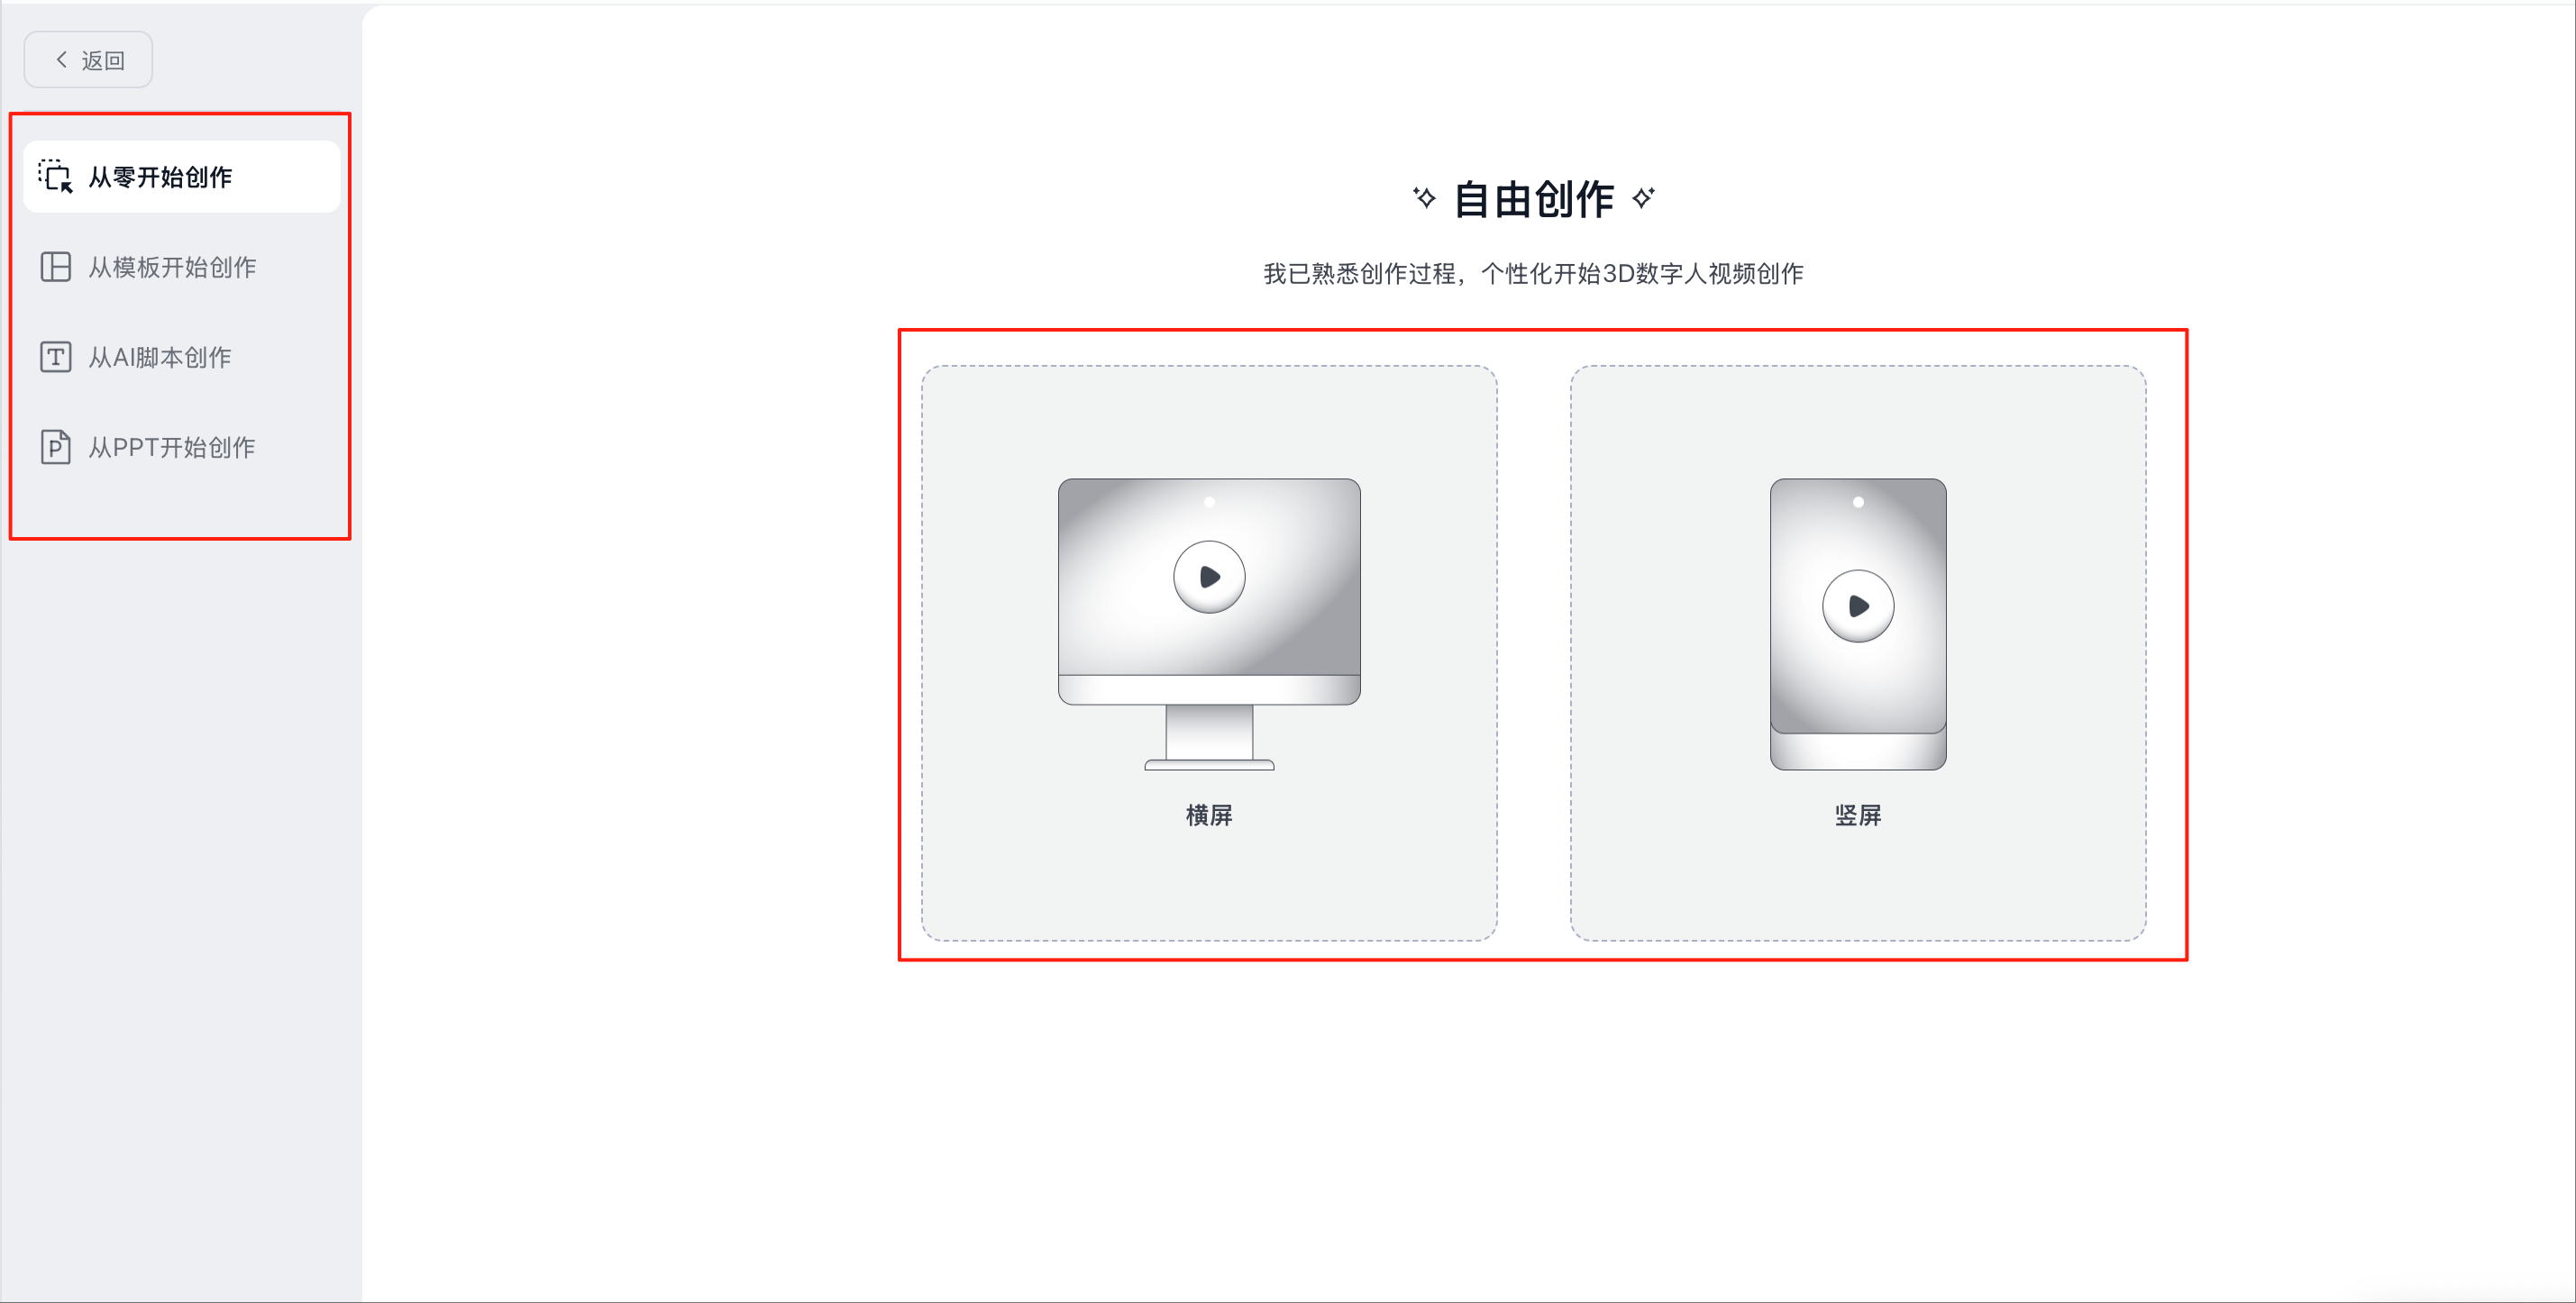 返回
从零开始创作
从模板开始创作
从AI脚本创作
从PPT开始创作
自由创作
我已熟悉创作过程，个性化开始3D数字人视频创作
横屏
竖屏